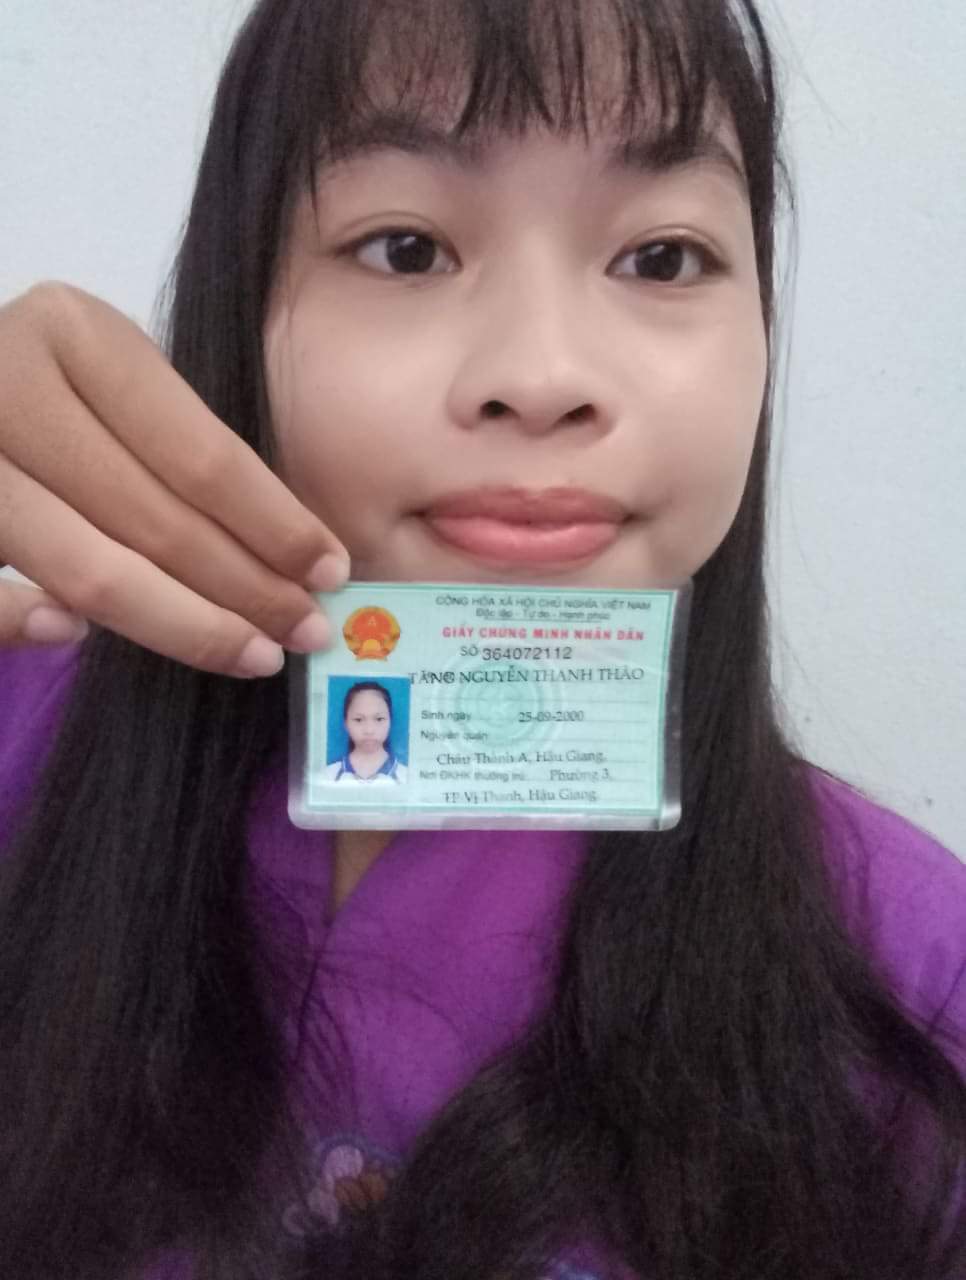 CỘNG HÒA XÃ HỘI CHỦ NGHĨA VIỆT NAM
Độc lập - Tự do - Hạnh phúc
GIẤY CHỨNG MINH NHÂN DÂN
SỐ 364072112
TĂNG NGUYỄN THANH THẢO
Sinh ngày 25-09-2000
Nguyên quán
Châu Thành A, Hậu Giang.
Nơi ĐKHK thường trú: Phường 3,
TP Vị Thanh, Hậu Giang.